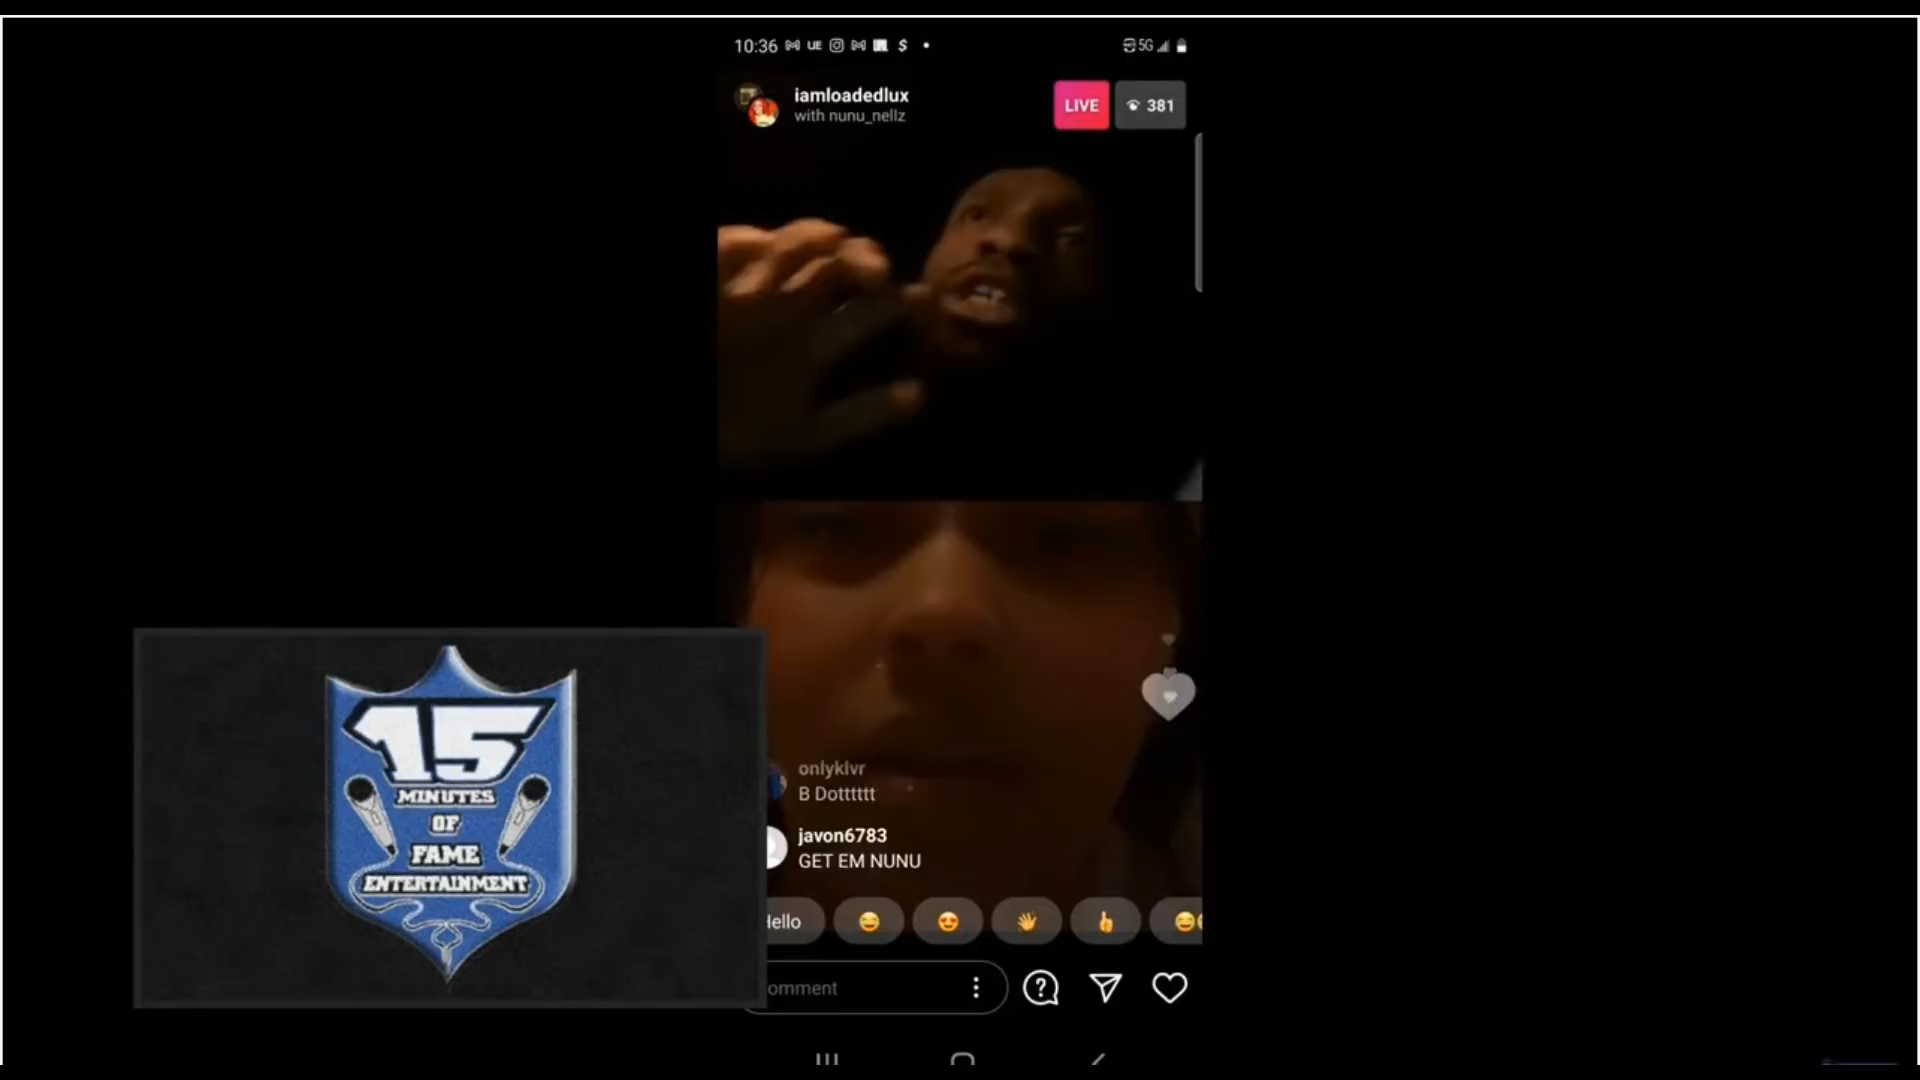 10:36 UE $ 5G
iamloadedlux
with nunu_nellz
LIVE
381
15
MINUTES
OF
FAME
ENTERTAINMENT
onlyklvr
B Dotttttt
javon6783
GET EM NUNU
ello
omment